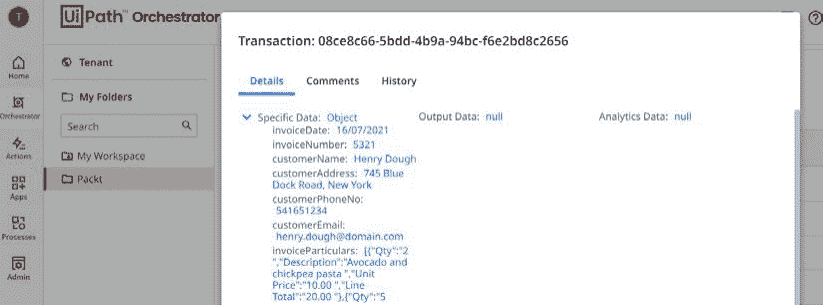 T
UiPath™ Orchestrator
Home
Orchestrator
Actions
Apps
Processes
Admin
Tenant
My Folders
Search
My Workspace
Packt
Transaction: 08ce8c66-5bdd-4b9a-94bc-f6e2bd8c2656
Details Comments History
Specific Data: Object Output Data: null Analytics Data: null
invoiceDate: 16/07/2021
invoiceNumber: 5321
customerName: Henry Dough
customerAddress: 745 Blue
Dock Road, New York
customerPhoneNo:
541651234
customerEmail:
henry.dough@domain.com
invoiceParticulars: [{"Qty":"2
","Description":"Avocado and
chickpea pasta ","Unit
Price":"10.00 ","Line
Total":"20.00 "},{"Qty":"5